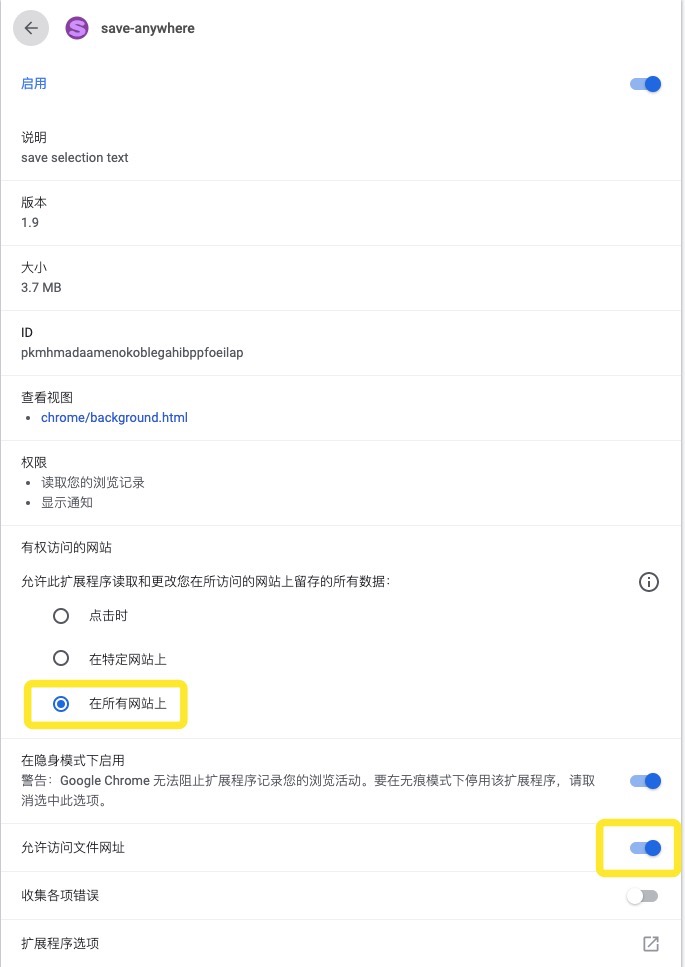 save-anywhere
启用
说明
save selection text
版本
1.9
大小
3.7 MB
ID
pkmhmadaamenokoblegahibppfoeilap
查看视图
chrome/background.html
权限
读取您的浏览记录
显示通知
有权访问的网站
允许此扩展程序读取和更改您在所访问的网站上留存的所有数据：
点击时
在特定网站上
在所有网站上
在隐身模式下启用
警告：Google Chrome 无法阻止扩展程序记录您的浏览活动。要在无痕模式下停用该扩展程序，请取
消选中此选项。
允许访问文件网址
收集各项错误
扩展程序选项